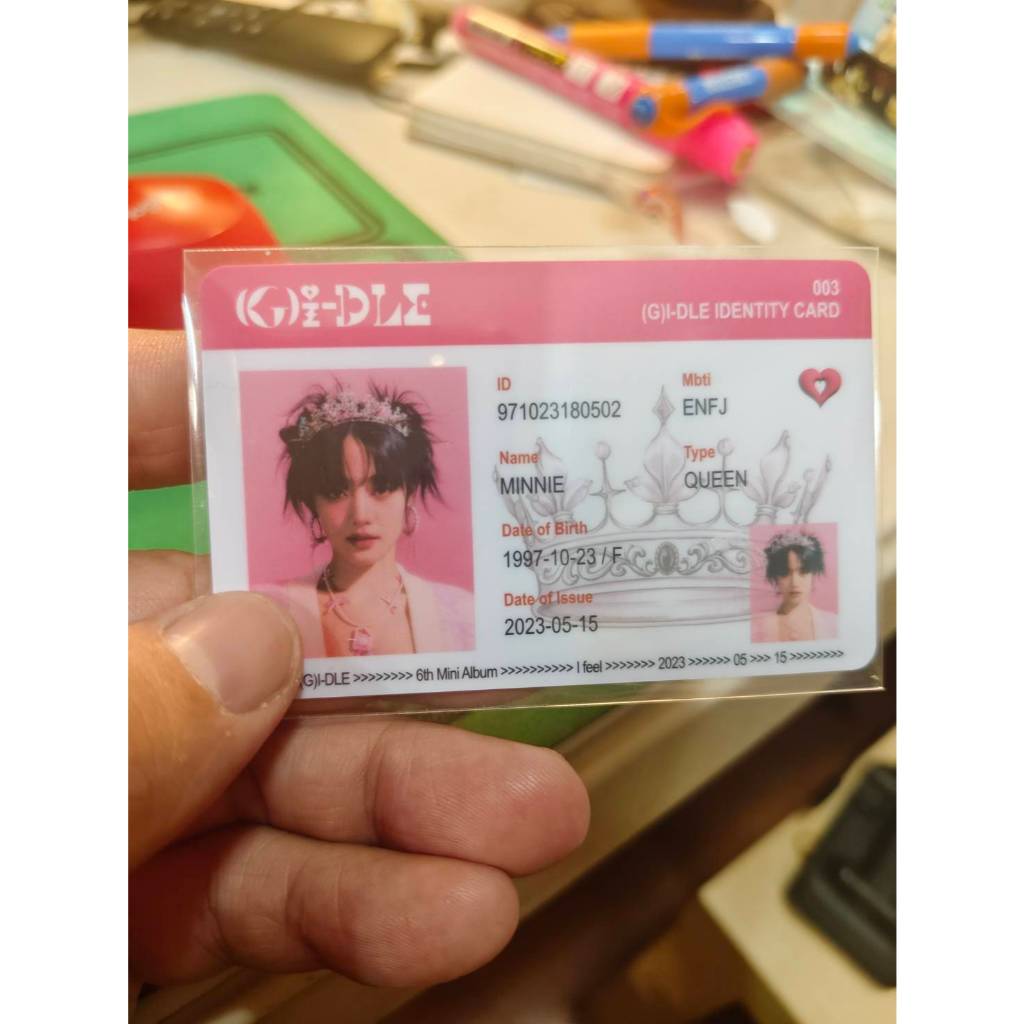 (G)I-DLE
003
(G)I-DLE IDENTITY CARD
ID
971023180502
Mbti
ENFJ
Name
MINNIE
Type
QUEEN
Date of Birth
1997-10-23 / F
Date of Issue
2023-05-15
(G)I-DLE >>>>>>>> 6th Mini Album >>>>>>>>>> I feel >>>>>>> 2023 >>>>>> 05 >>> 15 >>>>>>>>